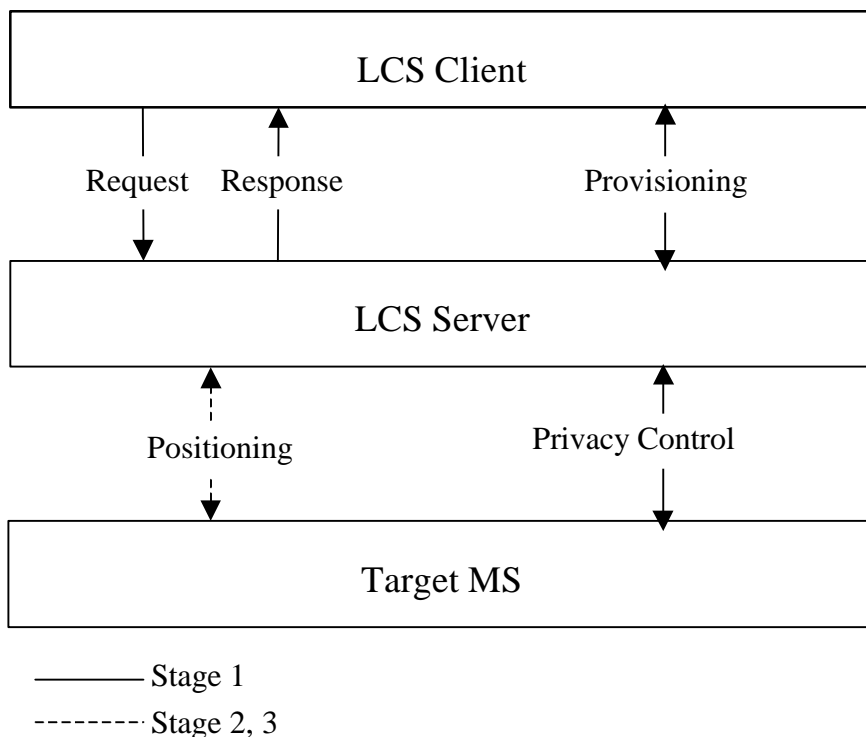 LCS Client
Request Response Provisioning
LCS Server
Positioning Privacy Control
Target MS
Stage 1
Stage 2, 3